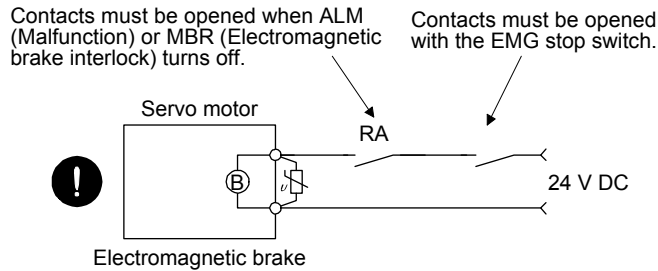 Contacts must be opened when ALM
(Malfunction) or MBR (Electromagnetic
brake interlock) turns off.
Contacts must be opened
with the EMG stop switch.
Servo motor
RA
B
U
24 V DC
Electromagnetic brake